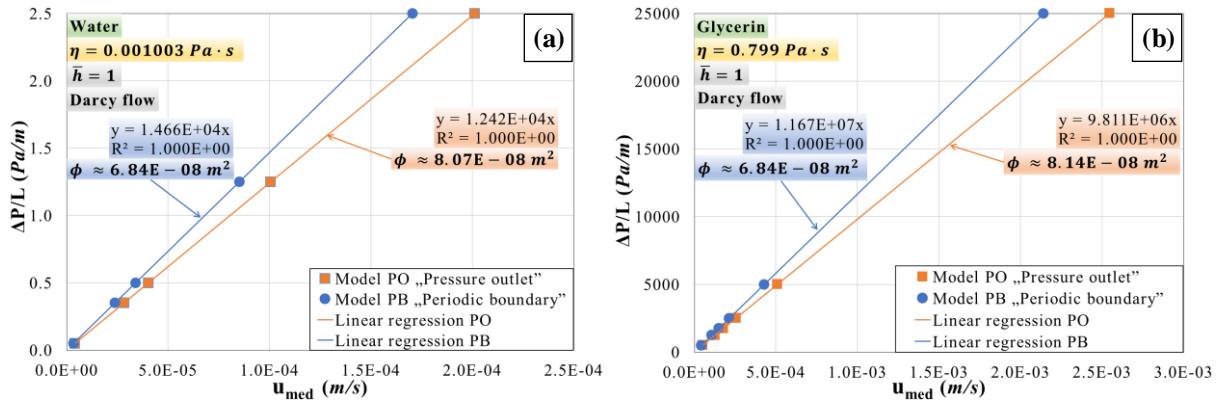 Water
η = 0.001003 Pa · s
h̄ = 1
Darcy flow
(a)
y = 1.466E+04x
R² = 1.000E+00
ϕ ≈ 6.84E − 08 m²
y = 1.242E+04x
R² = 1.000E+00
ϕ ≈ 8.07E − 08 m²
Model PO „Pressure outlet”
Model PB „Periodic boundary”
Linear regression PO
Linear regression PB
ΔP/L (Pa/m)
2.5
2.0
1.5
1.0
0.5
0.0
0.0E+00 5.0E-05 1.0E-04 1.5E-04 2.0E-04 2.5E-04
u_med (m/s)
Glycerin
η = 0.799 Pa · s
h̄ = 1
Darcy flow
(b)
y = 1.167E+07x
R² = 1.000E+00
ϕ ≈ 6.84E − 08 m²
y = 9.811E+06x
R² = 1.000E+00
ϕ ≈ 8.14E − 08 m²
Model PO „Pressure outlet”
Model PB „Periodic boundary”
Linear regression PO
Linear regression PB
ΔP/L (Pa/m)
25000
20000
15000
10000
5000
0
0.0E+00 5.0E-04 1.0E-03 1.5E-03 2.0E-03 2.5E-03 3.0E-03
u_med (m/s)